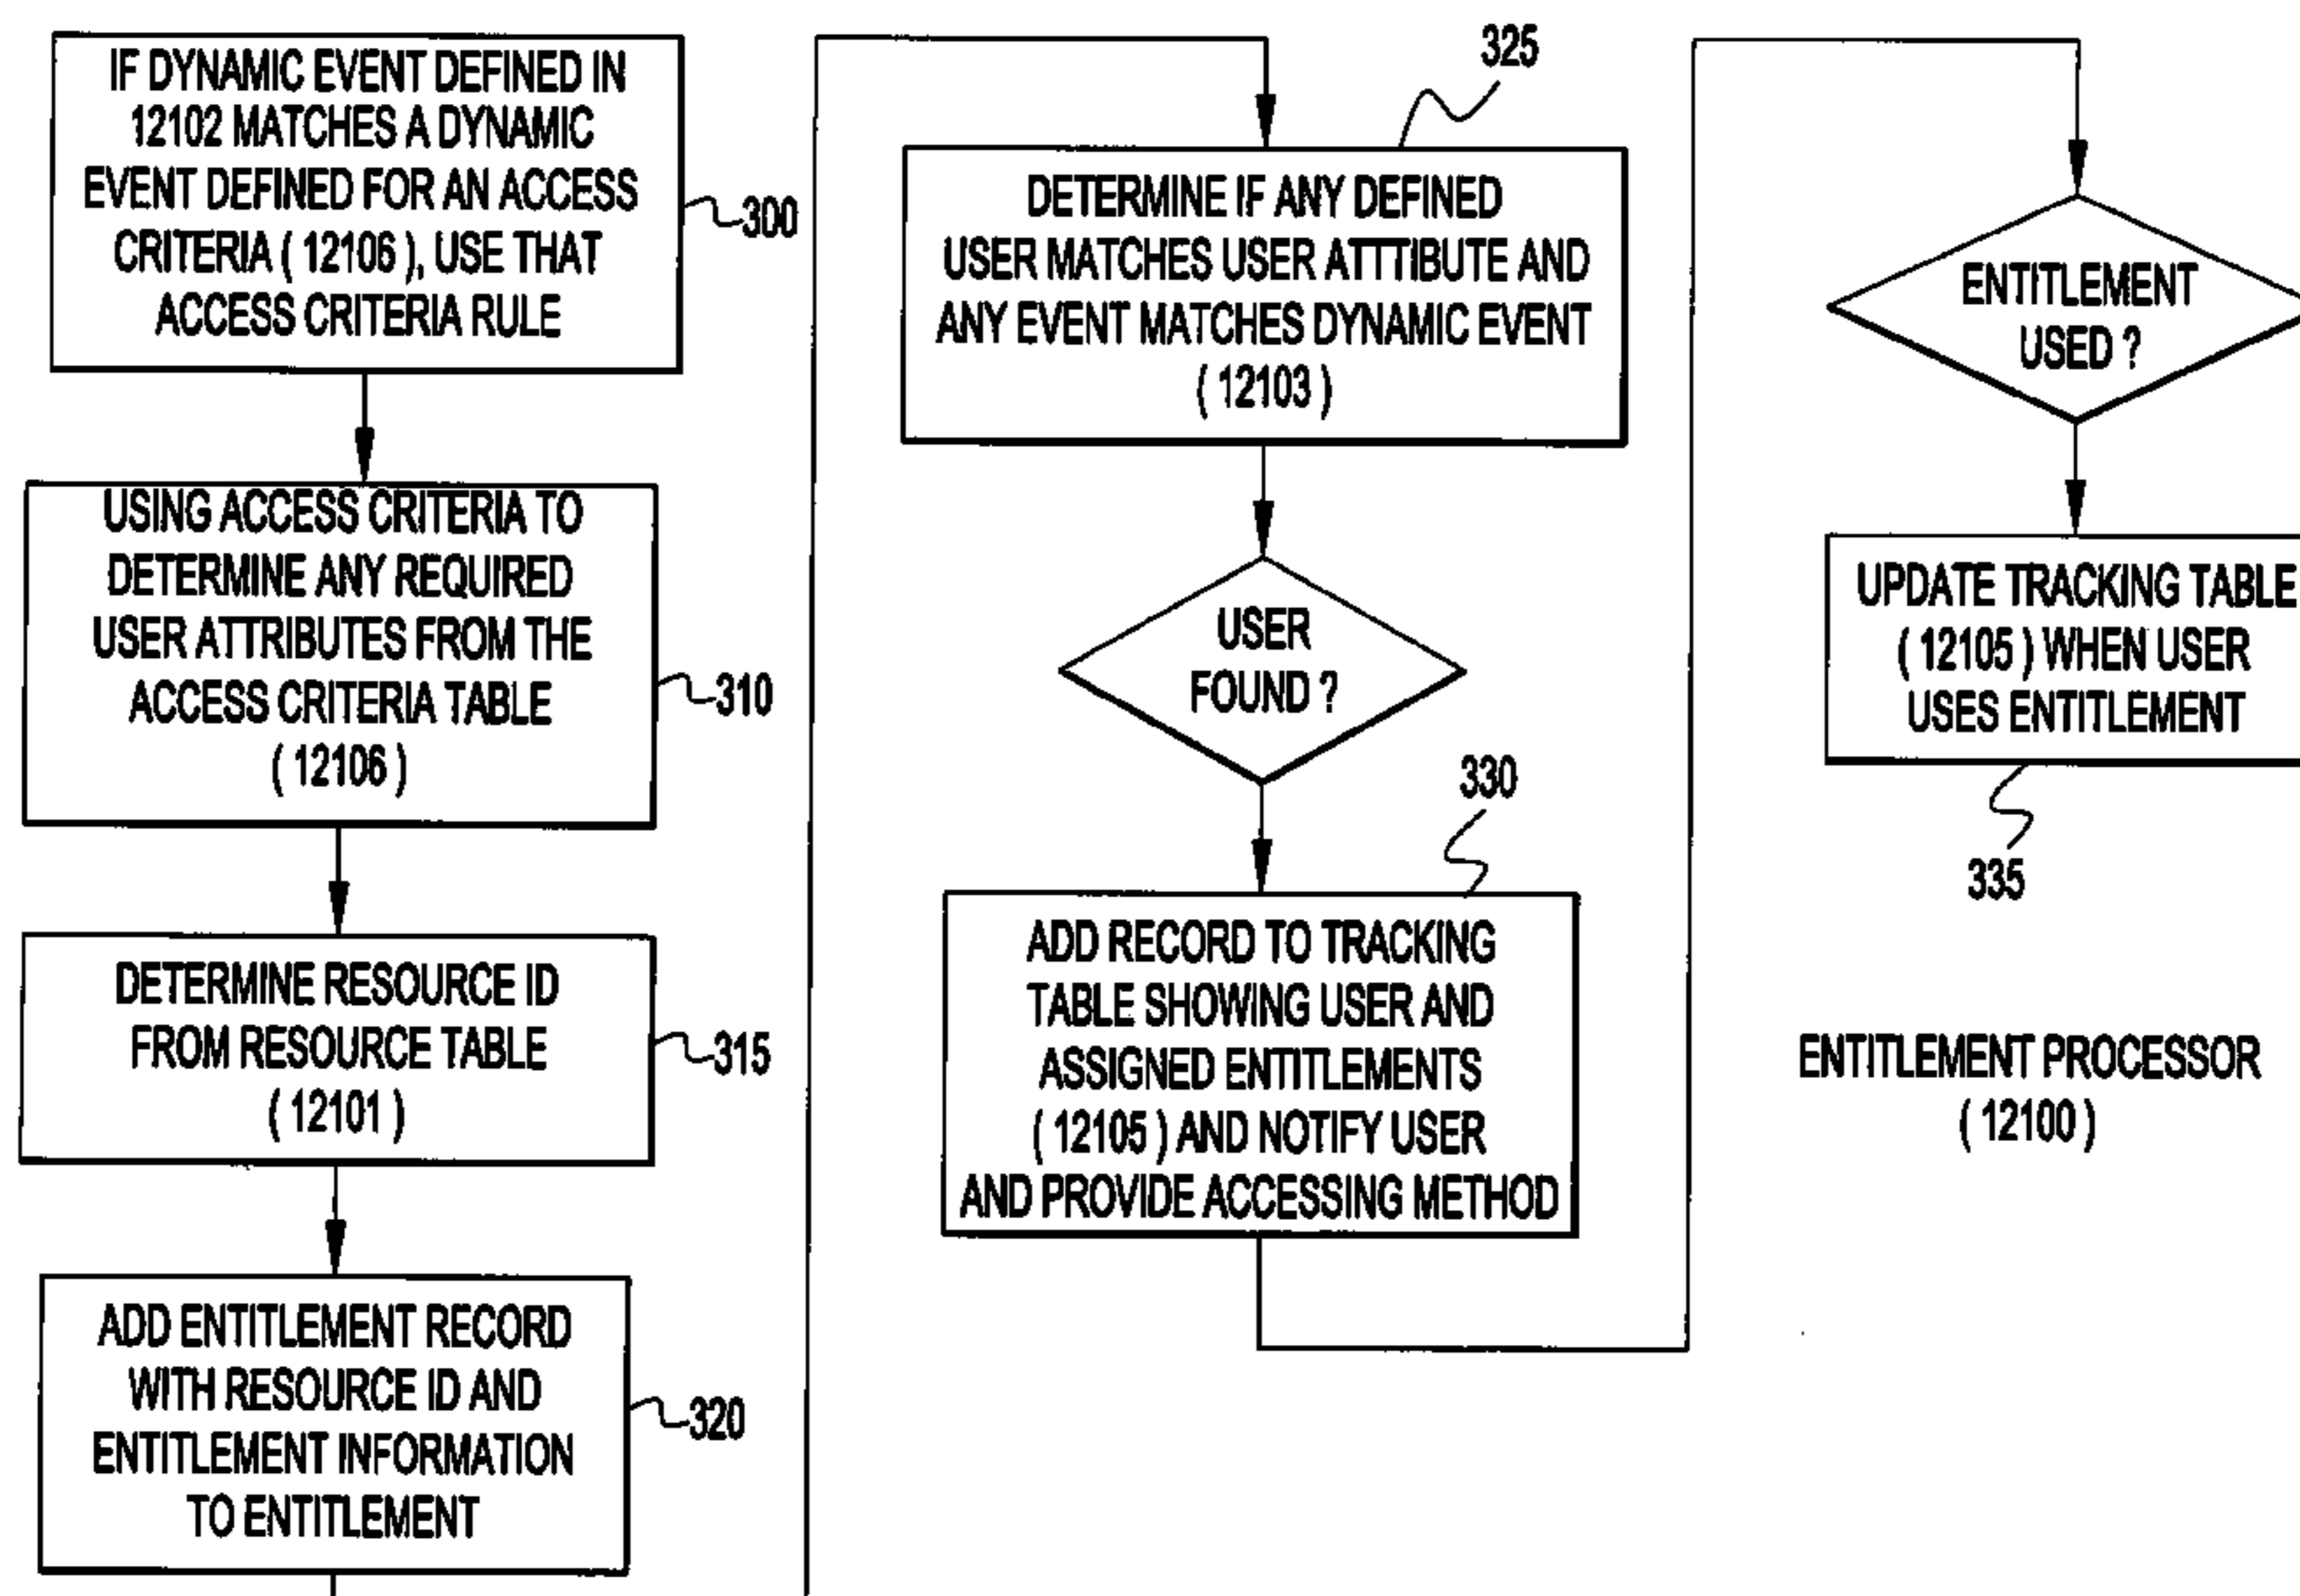 IF DYNAMIC EVENT DEFINED IN
12102 MATCHES A DYNAMIC
EVENT DEFINED FOR AN ACCESS
CRITERIA ( 12106 ), USE THAT
ACCESS CRITERIA RULE
300
USING ACCESS CRITERIA TO
DETERMINE ANY REQUIRED
USER ATTRIBUTES FROM THE
ACCESS CRITERIA TABLE
( 12106 )
310
DETERMINE RESOURCE ID
FROM RESOURCE TABLE
( 12101 )
315
ADD ENTITLEMENT RECORD
WITH RESOURCE ID AND
ENTITLEMENT INFORMATION
TO ENTITLEMENT
320
325
DETERMINE IF ANY DEFINED
USER MATCHES USER ATTTIBUTE AND
ANY EVENT MATCHES DYNAMIC EVENT
( 12103 )
USER
FOUND ?
330
ADD RECORD TO TRACKING
TABLE SHOWING USER AND
ASSIGNED ENTITLEMENTS
( 12105 ) AND NOTIFY USER
AND PROVIDE ACCESSING METHOD
ENTITLEMENT
USED ?
UPDATE TRACKING TABLE
( 12105 ) WHEN USER
USES ENTITLEMENT
335
ENTITLEMENT PROCESSOR
( 12100 )